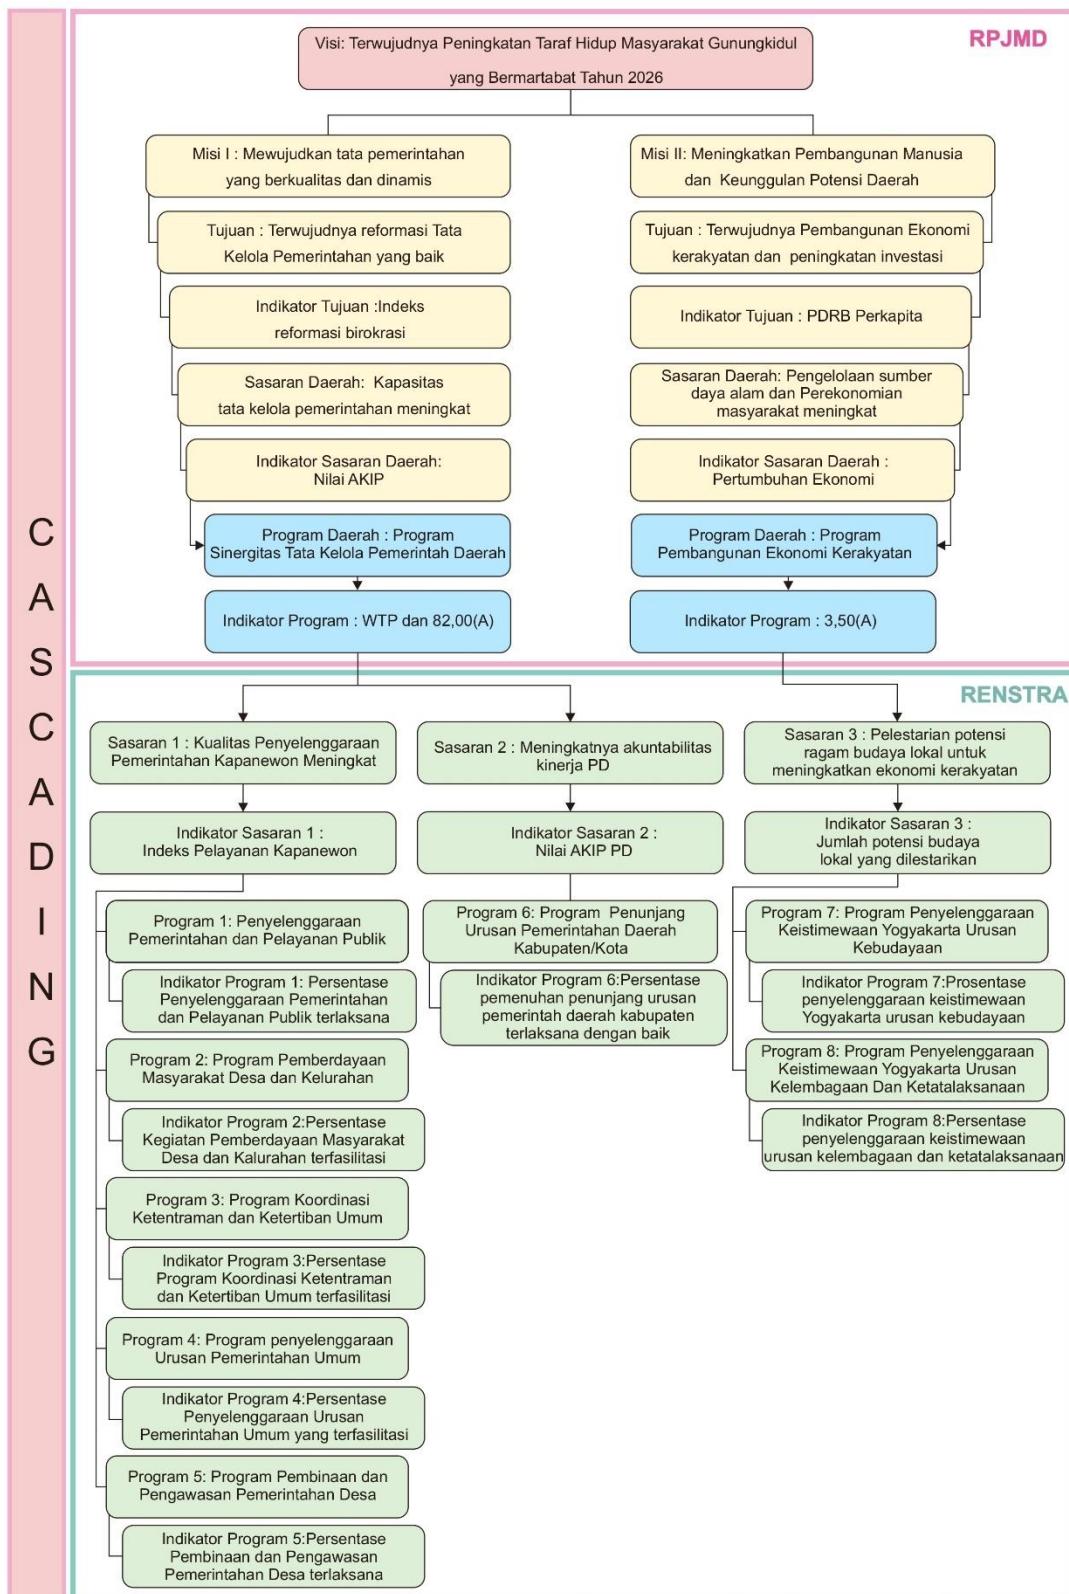 CASCADING
RPJMD
Visi: Terwujudnya Peningkatan Taraf Hidup Masyarakat Gunungkidul
yang Bermartabat Tahun 2026
Misi I : Mewujudkan tata pemerintahan
yang berkualitas dan dinamis
Tujuan : Terwujudnya reformasi Tata
Kelola Pemerintahan yang baik
Indikator Tujuan :Indeks
reformasi birokrasi
Sasaran Daerah: Kapasitas
tata kelola pemerintahan meningkat
Indikator Sasaran Daerah:
Nilai AKIP
Program Daerah : Program
Sinergitas Tata Kelola Pemerintah Daerah
Indikator Program : WTP dan 82,00(A)
Misi II: Meningkatkan Pembangunan Manusia
dan Keunggulan Potensi Daerah
Tujuan : Terwujudnya Pembangunan Ekonomi
kerakyatan dan peningkatan investasi
Indikator Tujuan : PDRB Perkapita
Sasaran Daerah: Pengelolaan sumber
daya alam dan Perekonomian
masyarakat meningkat
Indikator Sasaran Daerah :
Pertumbuhan Ekonomi
Program Daerah : Program
Pembangunan Ekonomi Kerakyatan
Indikator Program : 3,50(A)
RENSTRA
Sasaran 1 : Kualitas Penyelenggaraan
Pemerintahan Kapanewon Meningkat
Indikator Sasaran 1 :
Indeks Pelayanan Kapanewon
Program 1: Penyelenggaraan
Pemerintahan dan Pelayanan Publik
Indikator Program 1: Persentase
Penyelenggaraan Pemerintahan
dan Pelayanan Publik terlaksana
Program 2: Program Pemberdayaan
Masyarakat Desa dan Kelurahan
Indikator Program 2:Persentase
Kegiatan Pemberdayaan Masyarakat
Desa dan Kalurahan terfasilitasi
Program 3: Program Koordinasi
Ketentraman dan Ketertiban Umum
Indikator Program 3:Persentase
Program Koordinasi Ketentraman
dan Ketertiban Umum terfasilitasi
Program 4: Program penyelenggaraan
Urusan Pemerintahan Umum
Indikator Program 4:Persentase
Penyelenggaraan Urusan
Pemerintahan Umum yang terfasilitasi
Program 5: Program Pembinaan dan
Pengawasan Pemerintahan Desa
Indikator Program 5:Persentase
Pembinaan dan Pengawasan
Pemerintahan Desa terlaksana
Sasaran 2 : Meningkatnya akuntabilitas
kinerja PD
Indikator Sasaran 2 :
Nilai AKIP PD
Program 6: Program Penunjang
Urusan Pemerintahan Daerah
Kabupaten/Kota
Indikator Program 6:Persentase
pemenuhan penunjang urusan
pemerintah daerah kabupaten
terlaksana dengan baik
Sasaran 3 : Pelestarian potensi
ragam budaya lokal untuk
meningkatkan ekonomi kerakyatan
Indikator Sasaran 3 :
Jumlah potensi budaya
lokal yang dilestarikan
Program 7: Program Penyelenggaraan
Keistimewaan Yogyakarta Urusan
Kebudayaan
Indikator Program 7:Prosentase
penyelenggaraan keistimewaan
Yogyakarta urusan kebudayaan
Program 8: Program Penyelenggaraan
Keistimewaan Yogyakarta Urusan
Kelembagaan Dan Ketatalaksanaan
Indikator Program 8:Persentase
penyelenggaraan keistimewaan
urusan kelembagaan dan ketatalaksanaan